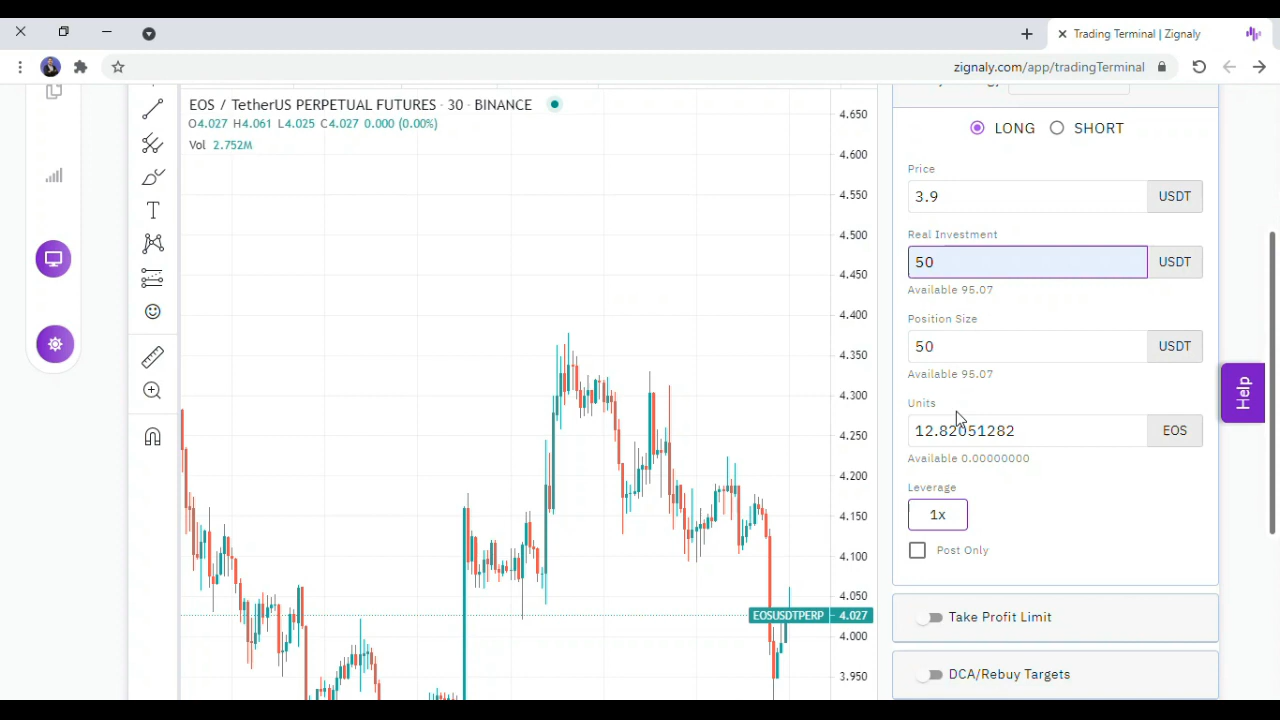 Trading Terminal | Zignaly
zignaly.com/app/tradingTerminal
EOS / TetherUS PERPETUAL FUTURES · 30 · BINANCE
O4.027 H4.061 L4.025 C4.027 0.000 (0.00%)
Vol 2.752M
4.650
4.600
4.550
4.500
4.450
4.400
4.350
4.300
4.250
4.200
4.150
4.100
4.050
EOSUSDTPERP 4.027
4.000
3.950
LONG SHORT
Price
3.9 USDT
Real Investment
50 USDT
Available 95.07
Position Size
50 USDT
Available 95.07
Units
12.82051282 EOS
Available 0.00000000
Leverage
1x
Post Only
Take Profit Limit
DCA/Rebuy Targets
Help